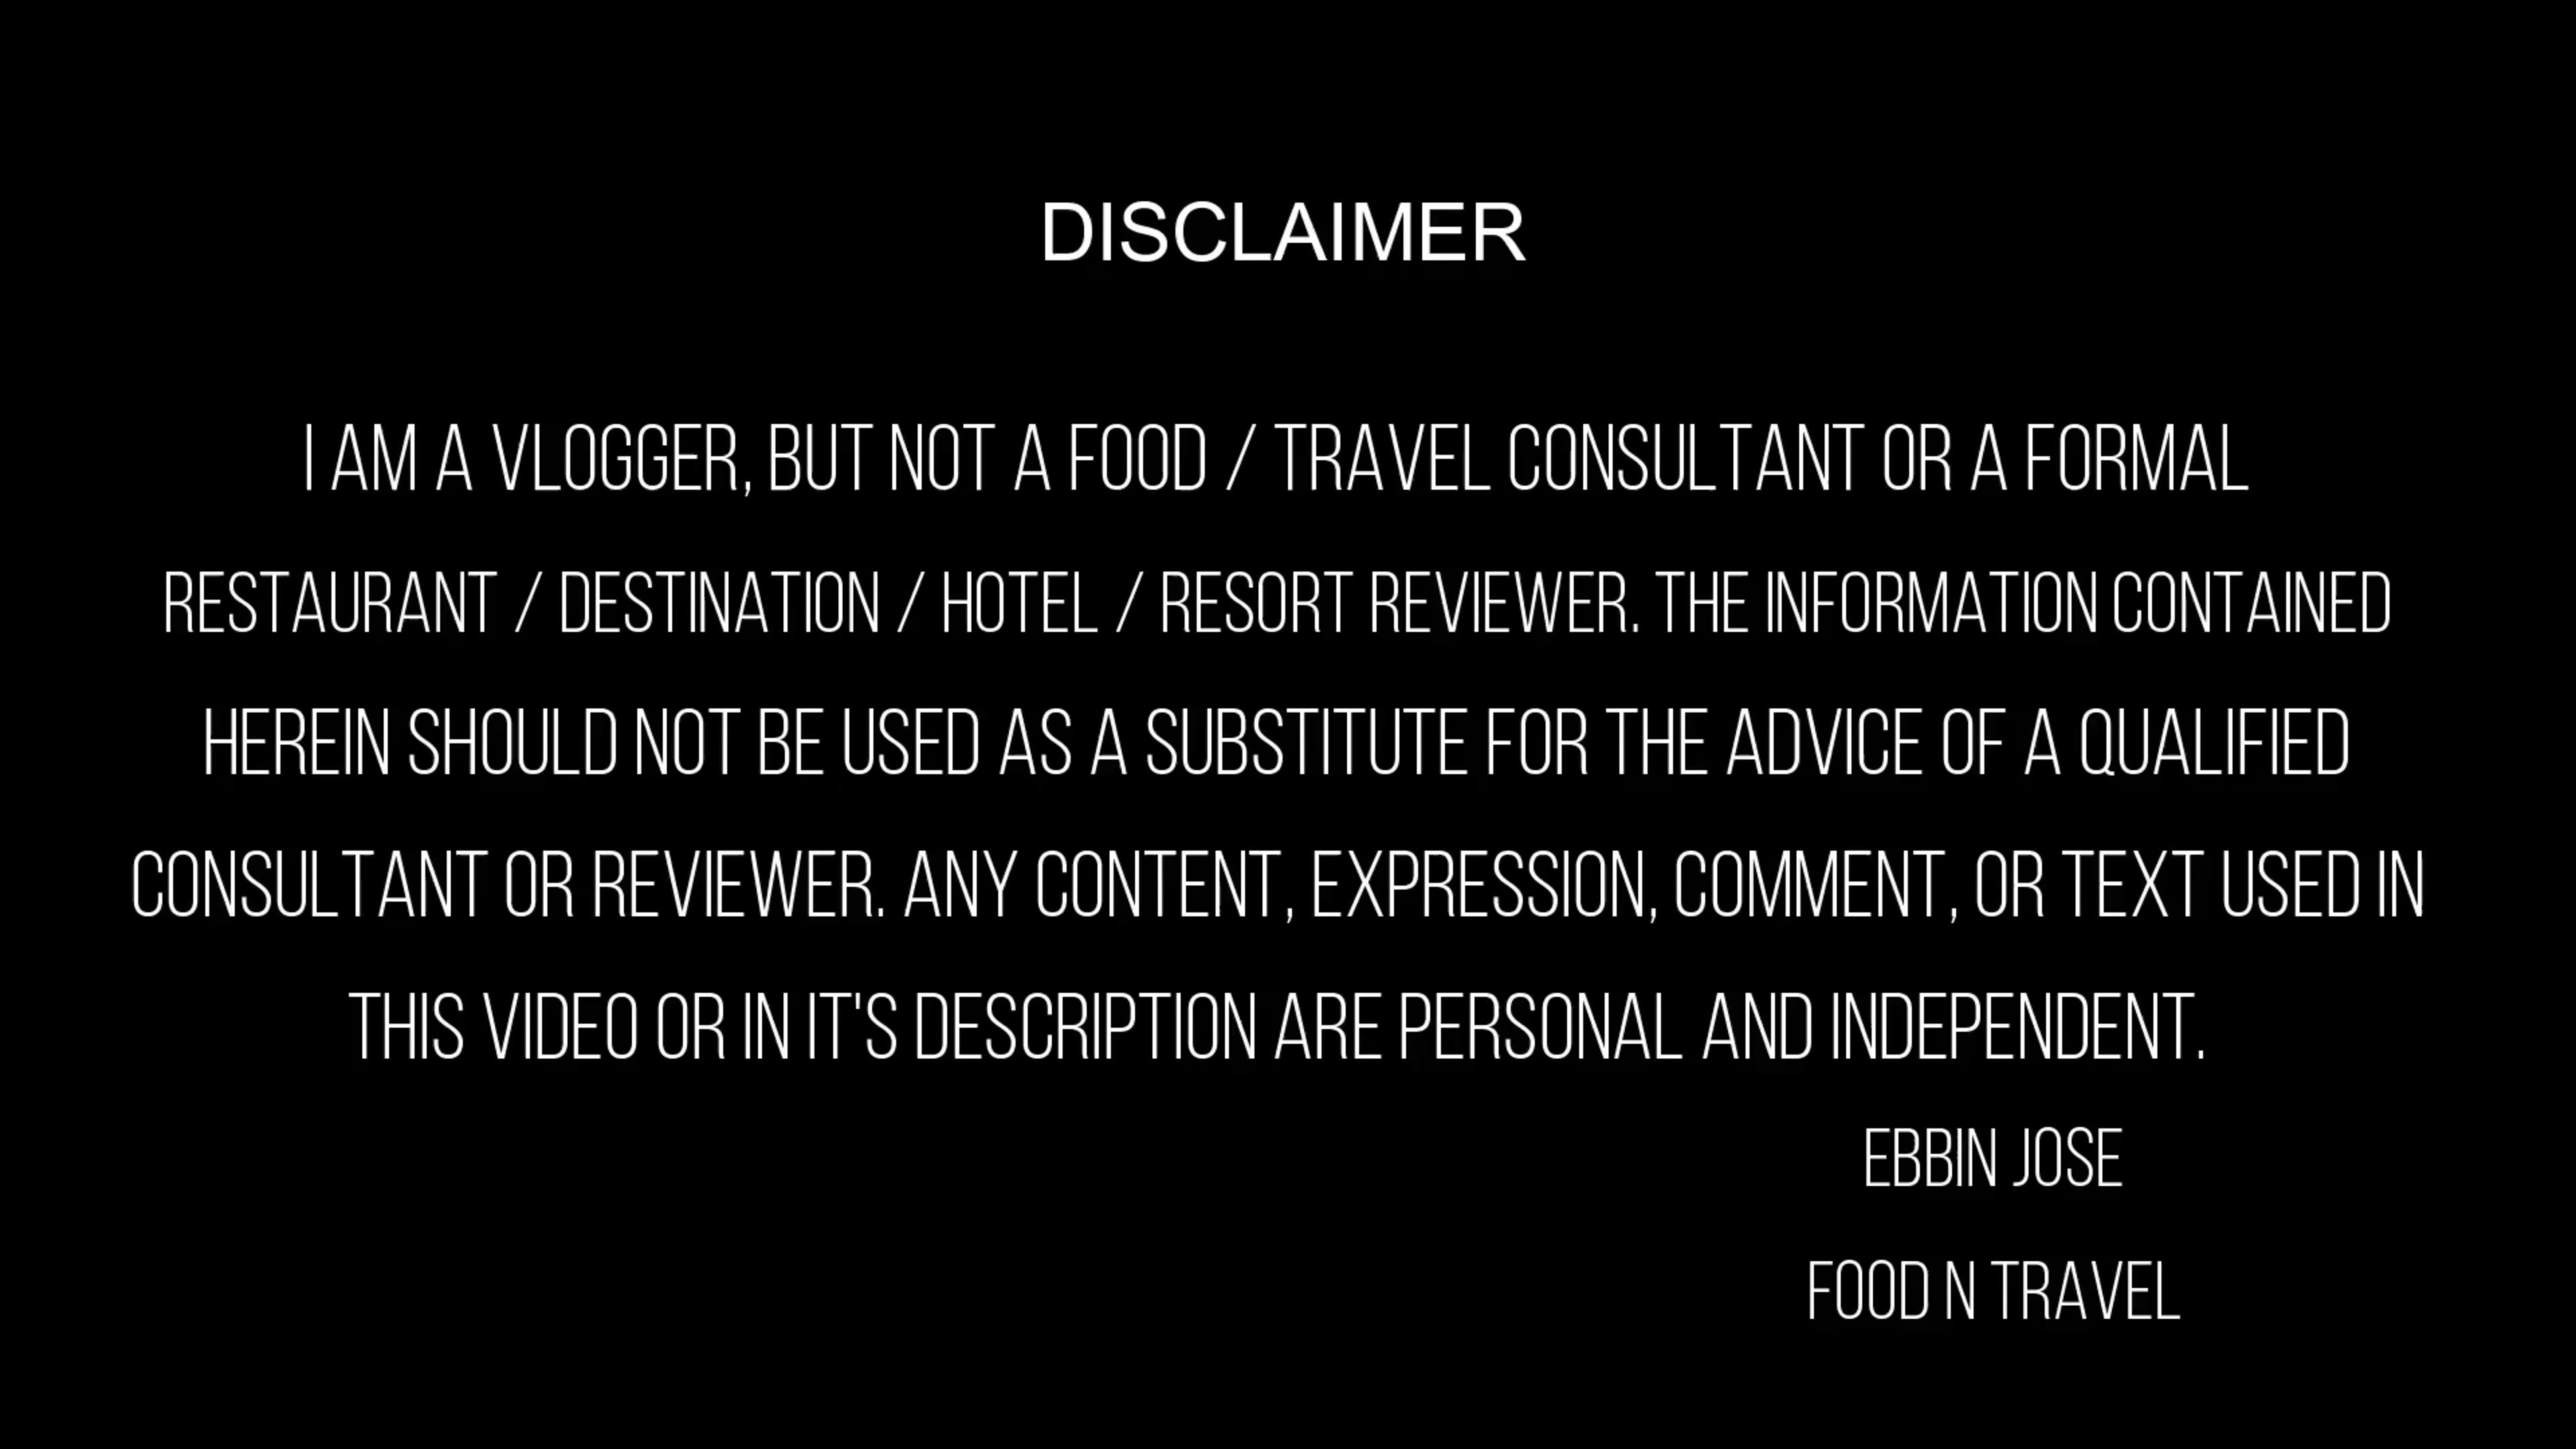 DISCLAIMER
I AM A VLOGGER, BUT NOT A FOOD / TRAVEL CONSULTANT OR A FORMAL
RESTAURANT / DESTINATION / HOTEL / RESORT REVIEWER. THE INFORMATION CONTAINED
HEREIN SHOULD NOT BE USED AS A SUBSTITUTE FOR THE ADVICE OF A QUALIFIED
CONSULTANT OR REVIEWER. ANY CONTENT, EXPRESSION, COMMENT, OR TEXT USED IN
THIS VIDEO OR IN IT'S DESCRIPTION ARE PERSONAL AND INDEPENDENT.
EBBIN JOSE
FOOD N TRAVEL